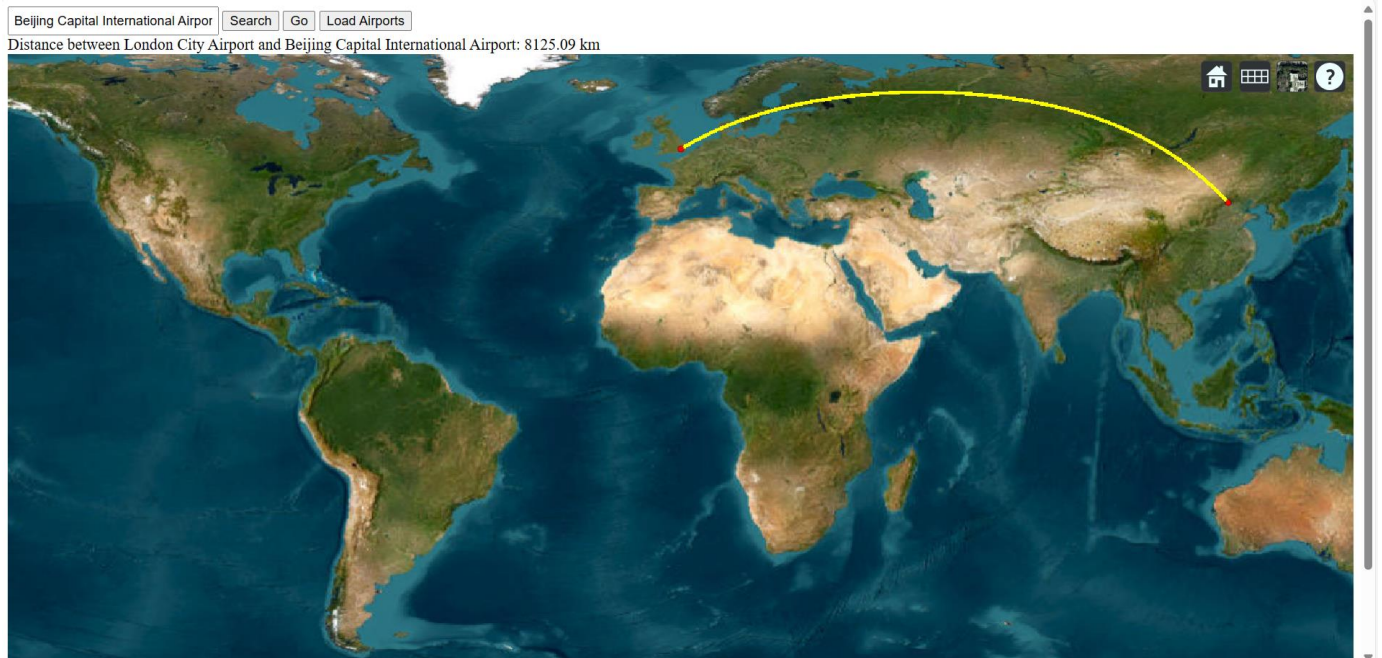 Beijing Capital International Airpor Search Go Load Airports
Distance between London City Airport and Beijing Capital International Airport: 8125.09 km
?